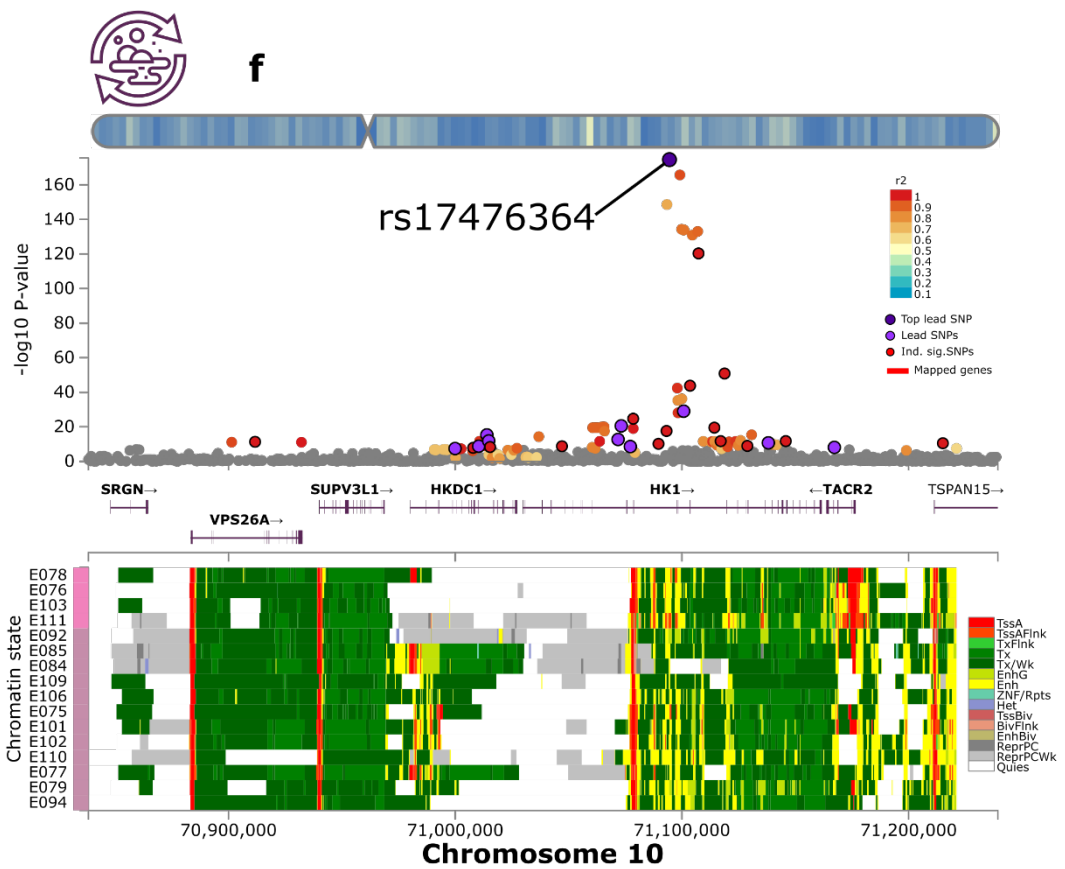 f
160
140
120
100
80
60
40
20
0
-log10 P-value
rs17476364
r2
1
0.9
0.8
0.7
0.6
0.5
0.4
0.3
0.2
0.1
Top lead SNP
Lead SNPs
Ind. sig.SNPs
Mapped genes
SRGN→
SUPV3L1→
HKDC1→
HK1→
←TACR2
TSPAN15→
VPS26A→
Chromatin state
E078
E076
E103
E111
E092
E085
E084
E109
E106
E075
E101
E102
E110
E077
E079
E094
TssA
TssAFlnk
TxFlnk
Tx
Tx/Wk
EnhG
Enh
ZNF/Rpts
Het
TssBiv
BivFlnk
EnhBiv
ReprPC
ReprPCWk
Quies
70,900,000
71,000,000
71,100,000
71,200,000
Chromosome 10